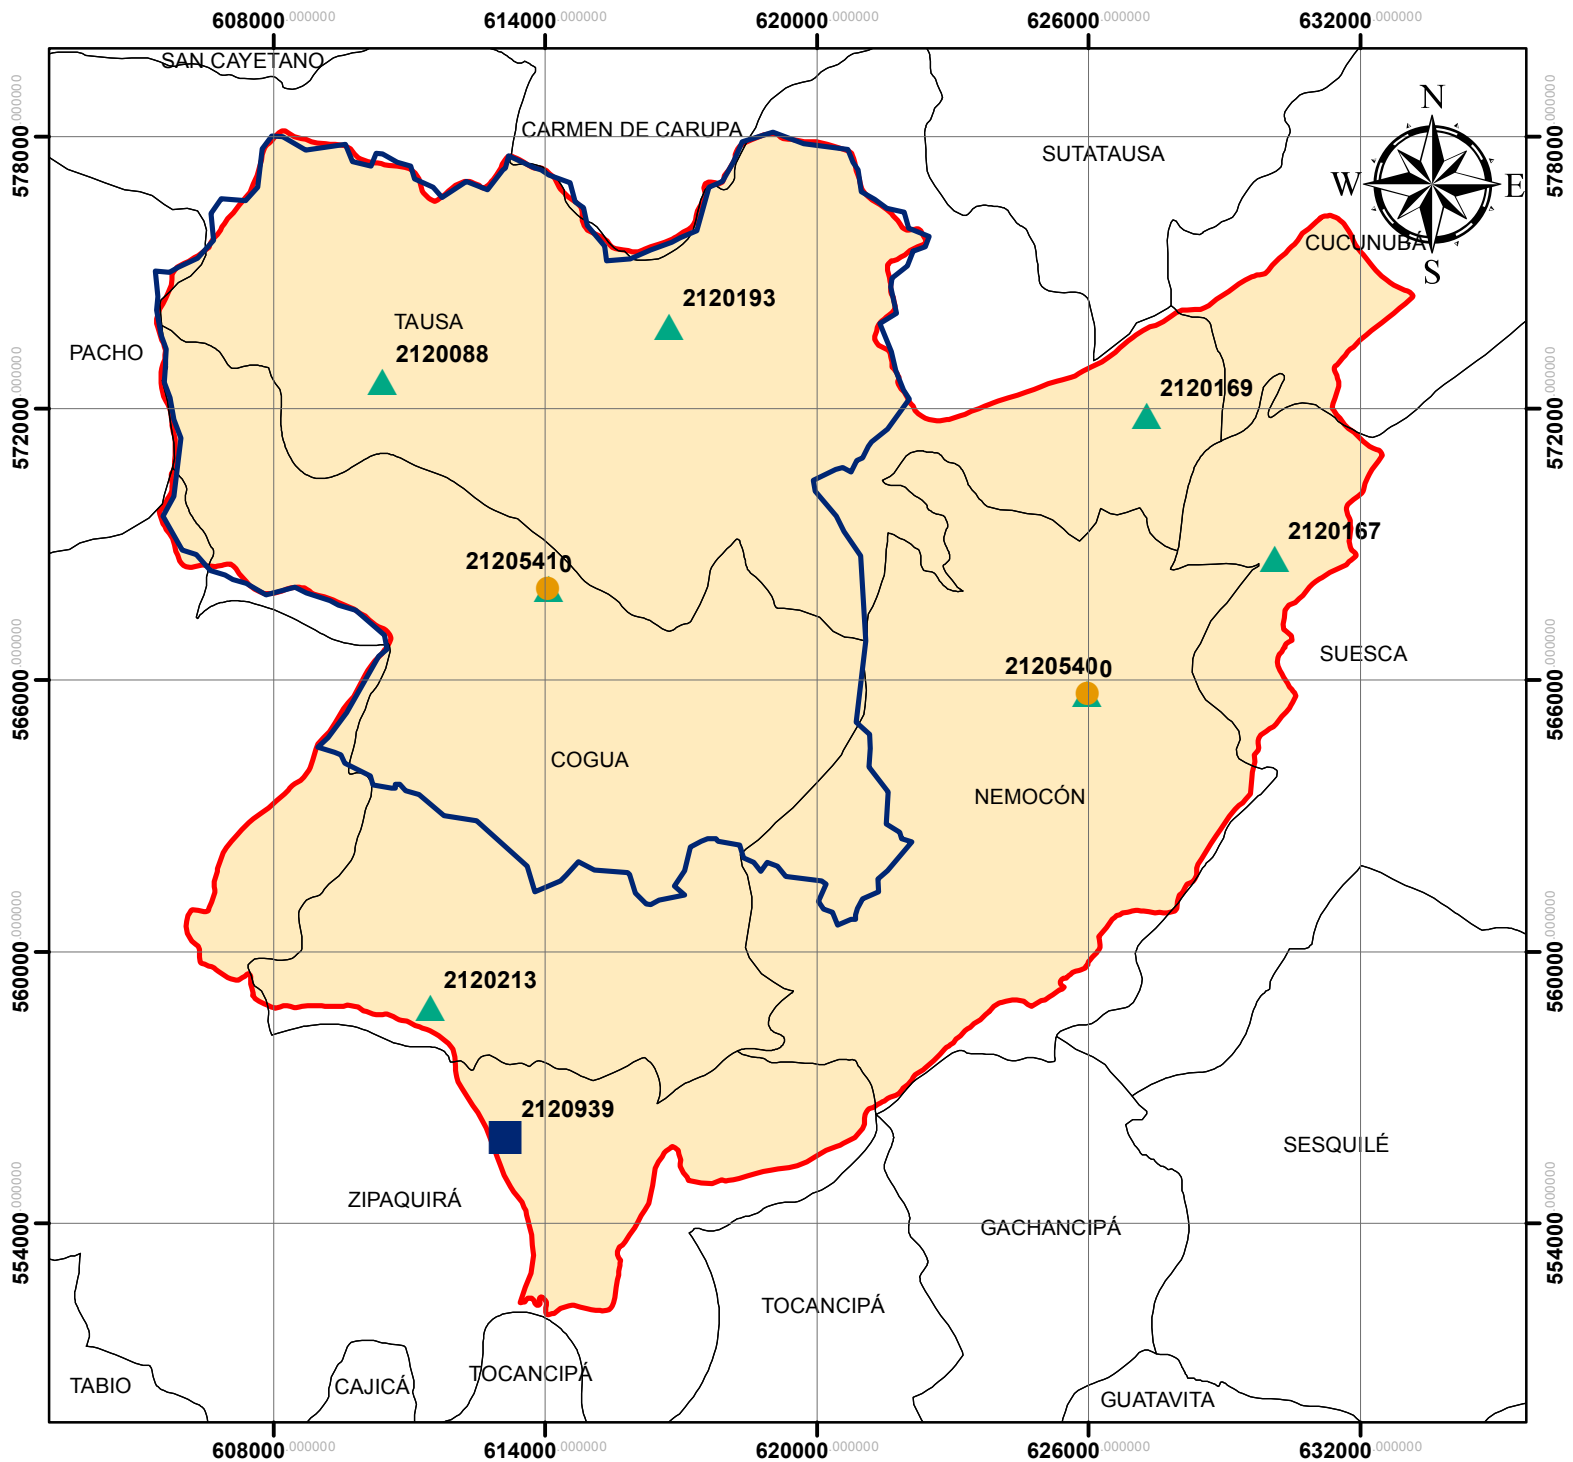 608000.000000 614000.000000 620000.000000 626000.000000 632000.000000
SAN CAYETANO
N
CARMEN DE CARUPA
578000.000000
578000.000000
SUTATAUSA
W
E
CUCUNUBÁ
S
2120193
TAUSA
PACHO
2120088
2120169
572000.000000
572000.000000
2120167
21205410
SUESCA
21205400
566000.000000
566000.000000
COGUA
NEMOCÓN
560000.000000
560000.000000
2120213
2120939
SESQUILÉ
ZIPAQUIRÁ
554000.000000
554000.000000
GACHANCIPÁ
TOCANCIPÁ
TOCANCIPÁ
TABIO
CAJICÁ
GUATAVITA
608000.000000 614000.000000 620000.000000 626000.000000 632000.000000